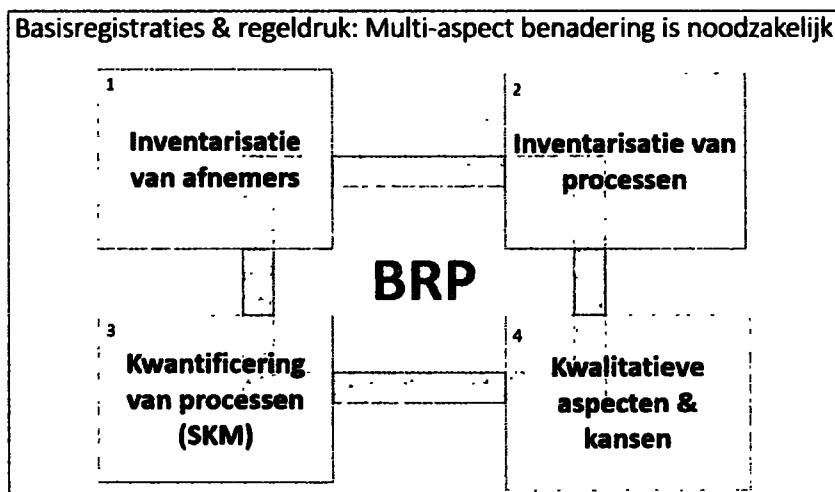 Basisregistraties & regeldruk: Multi-aspect benadering is noodzakelijk
1
Inventarisatie
van afnemers
2
Inventarisatie van
processen
BRP
3
Kwantificering
van processen
(SKM)
4
Kwalitatieve
aspecten &
kansen